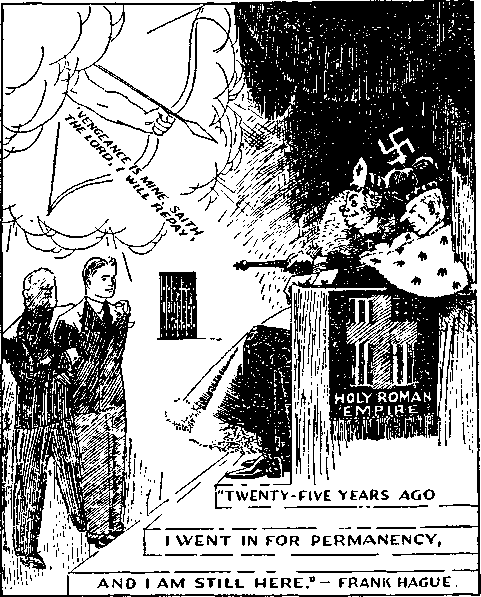 "VENGEANCE IS MINE, SAITH
THE LORD, I WILL REPAY."
HOLY ROMAN
EMPIRE
"TWENTY-FIVE YEARS AGO
I WENT IN FOR PERMANENCY,
AND I AM STILL HERE." — FRANK HAGUE.